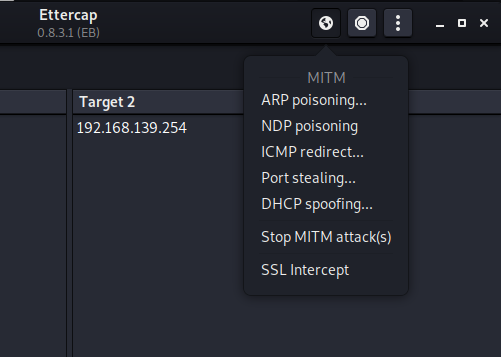 Ettercap
0.8.3.1 (EB)
MITM
Target 2
ARP poisoning...
192.168.139.254
NDP poisoning
ICMP redirect...
Port stealing...
DHCP spoofing...
Stop MITM attack(s)
SSL Intercept